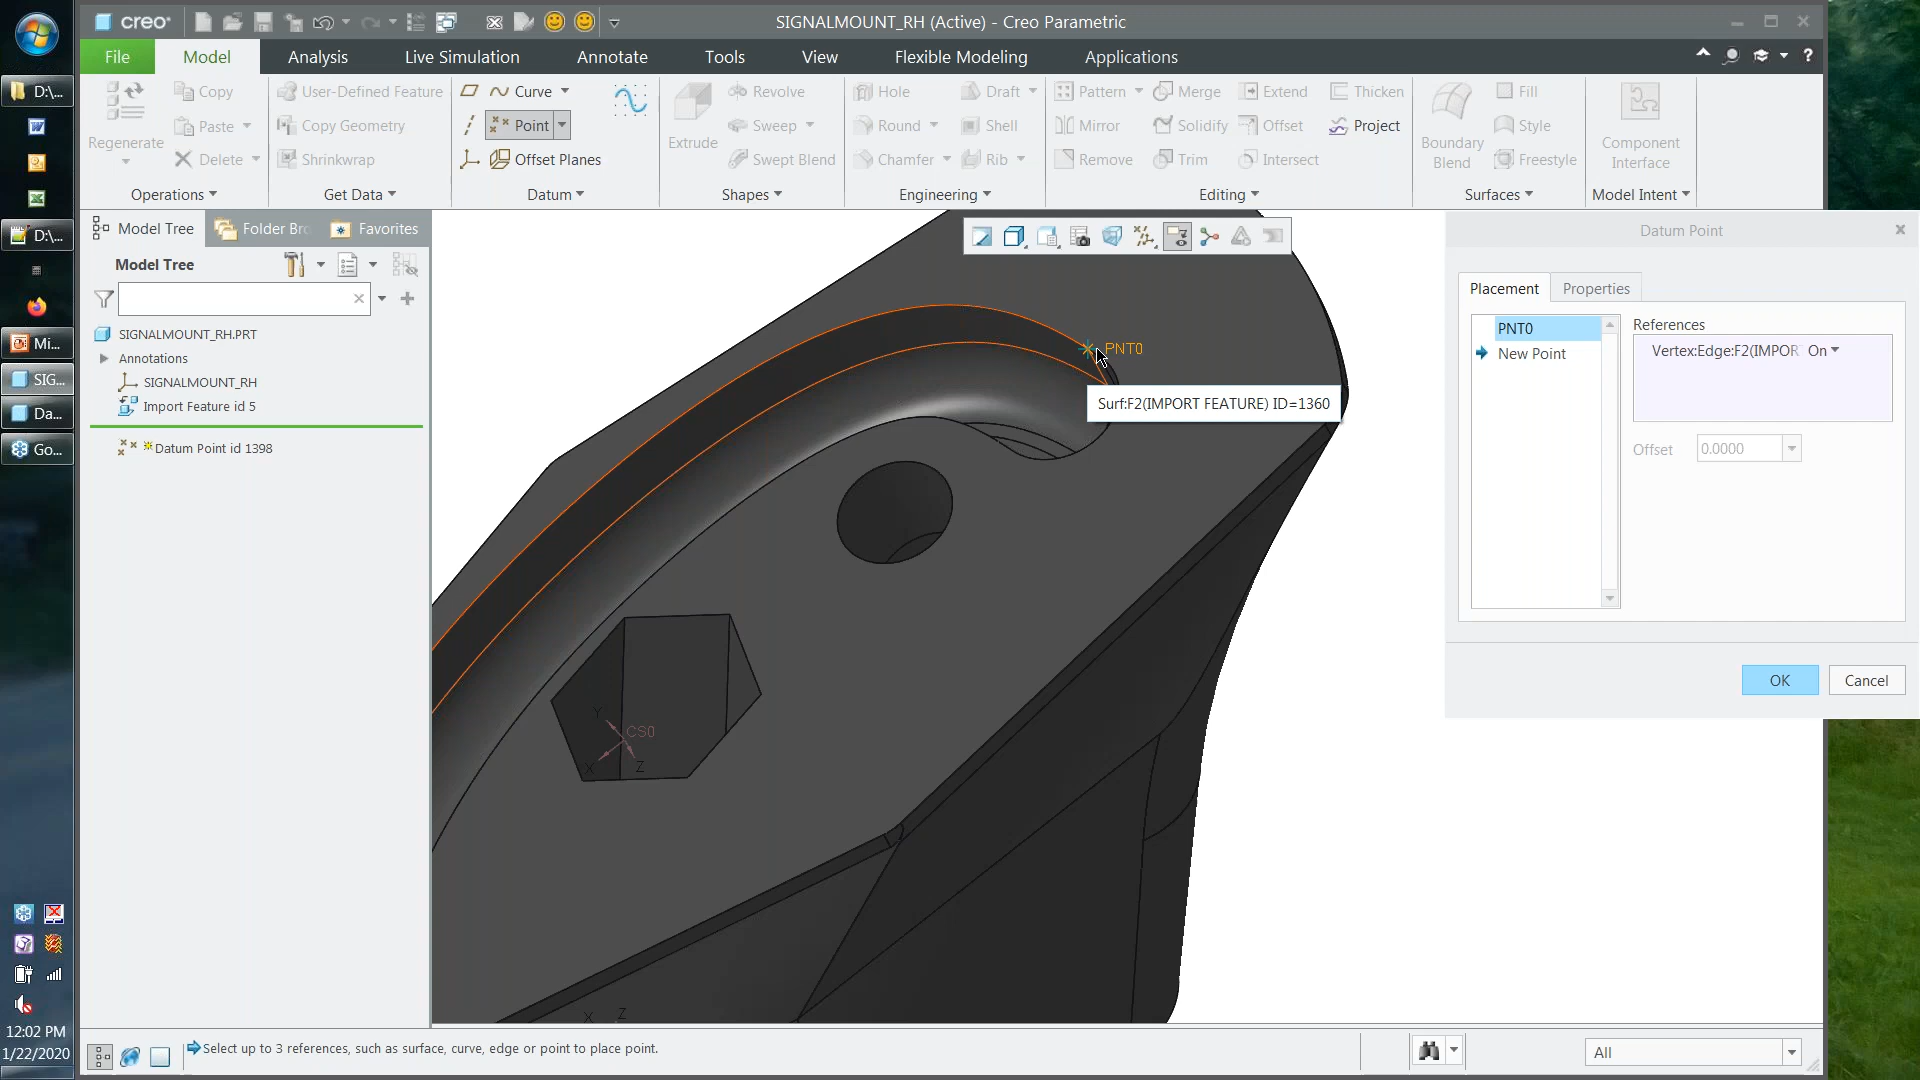 creo
SIGNALMOUNT_RH (Active) - Creo Parametric
File Model Analysis Live Simulation Annotate Tools View Flexible Modeling Applications
Regenerate
Copy
Paste
Delete
User-Defined Feature
Copy Geometry
Shrinkwrap
Curve
Point
Offset Planes
Extrude
Revolve
Sweep
Swept Blend
Hole
Round
Chamfer
Draft
Shell
Rib
Pattern
Mirror
Remove
Merge
Solidify
Trim
Extend
Offset
Intersect
Thicken
Project
Boundary
Blend
Fill
Style
Freestyle
Component
Interface
Operations Get Data Datum Shapes Engineering Editing Surfaces Model Intent
Model Tree Folder Bro Favorites
Model Tree
SIGNALMOUNT_RH.PRT
Annotations
SIGNALMOUNT_RH
Import Feature id 5
Datum Point id 1398
PNT0
Surf:F2(IMPORT FEATURE) ID=1360
CS0
Y
X
Z
X
Z
Datum Point
Placement Properties
PNT0
New Point
References
Vertex:Edge:F2(IMPOR On
Offset 0.0000
OK Cancel
Select up to 3 references, such as surface, curve, edge or point to place point.
All
D:\...
D:\...
Mi...
SIG...
Da...
Go...
12:02 PM
1/22/2020